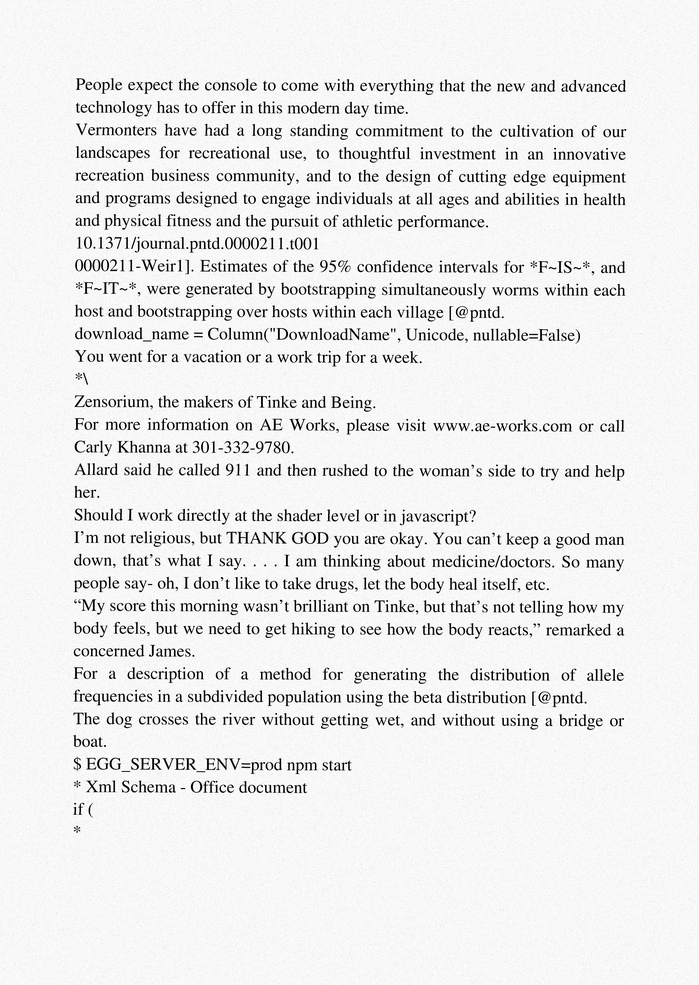 People expect the console to come with everything that the new and advanced
technology has to offer in this modern day time.
Vermonters have had a long standing commitment to the cultivation of our
landscapes for recreational use, to thoughtful investment in an innovative
recreation business community, and to the design of cutting edge equipment
and programs designed to engage individuals at all ages and abilities in health
and physical fitness and the pursuit of athletic performance.
10.1371/journal.pntd.0000211.t001
0000211-Weir1]. Estimates of the 95% confidence intervals for *F~IS~*, and
*F~IT~*, were generated by bootstrapping simultaneously worms within each
host and bootstrapping over hosts within each village [@pntd.
download_name = Column("DownloadName", Unicode, nullable=False)
You went for a vacation or a work trip for a week.
*\
Zensorium, the makers of Tinke and Being.
For more information on AE Works, please visit www.ae-works.com or call
Carly Khanna at 301-332-9780.
Allard said he called 911 and then rushed to the woman’s side to try and help
her.
Should I work directly at the shader level or in javascript?
I’m not religious, but THANK GOD you are okay. You can’t keep a good man
down, that’s what I say. . . . I am thinking about medicine/doctors. So many
people say- oh, I don’t like to take drugs, let the body heal itself, etc.
“My score this morning wasn’t brilliant on Tinke, but that’s not telling how my
body feels, but we need to get hiking to see how the body reacts,” remarked a
concerned James.
For a description of a method for generating the distribution of allele
frequencies in a subdivided population using the beta distribution [@pntd.
The dog crosses the river without getting wet, and without using a bridge or
boat.
$ EGG_SERVER_ENV=prod npm start
* Xml Schema - Office document
if (
*